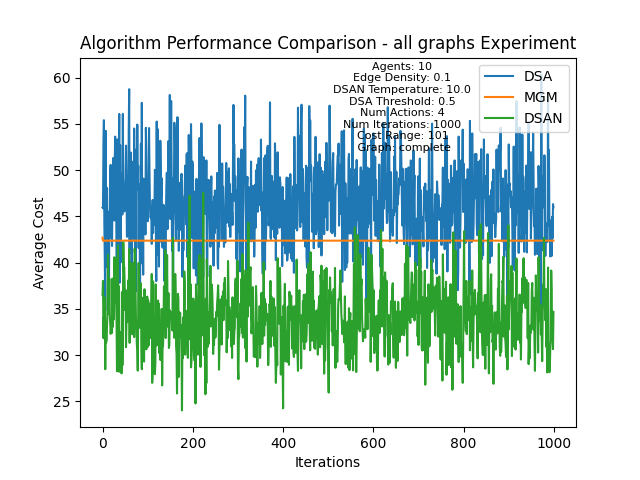 Algorithm Performance Comparison - all graphs Experiment
Agents: 10
Edge Density: 0.1
DSAN Temperature: 10.0
DSA Threshold: 0.5
Num Actions: 4
Num Iterations: 1000
Cost Range: 101
Graph: complete
DSA
MGM
DSAN
60
55
50
45
40
35
30
25
Average Cost
0
200
400
600
800
1000
Iterations